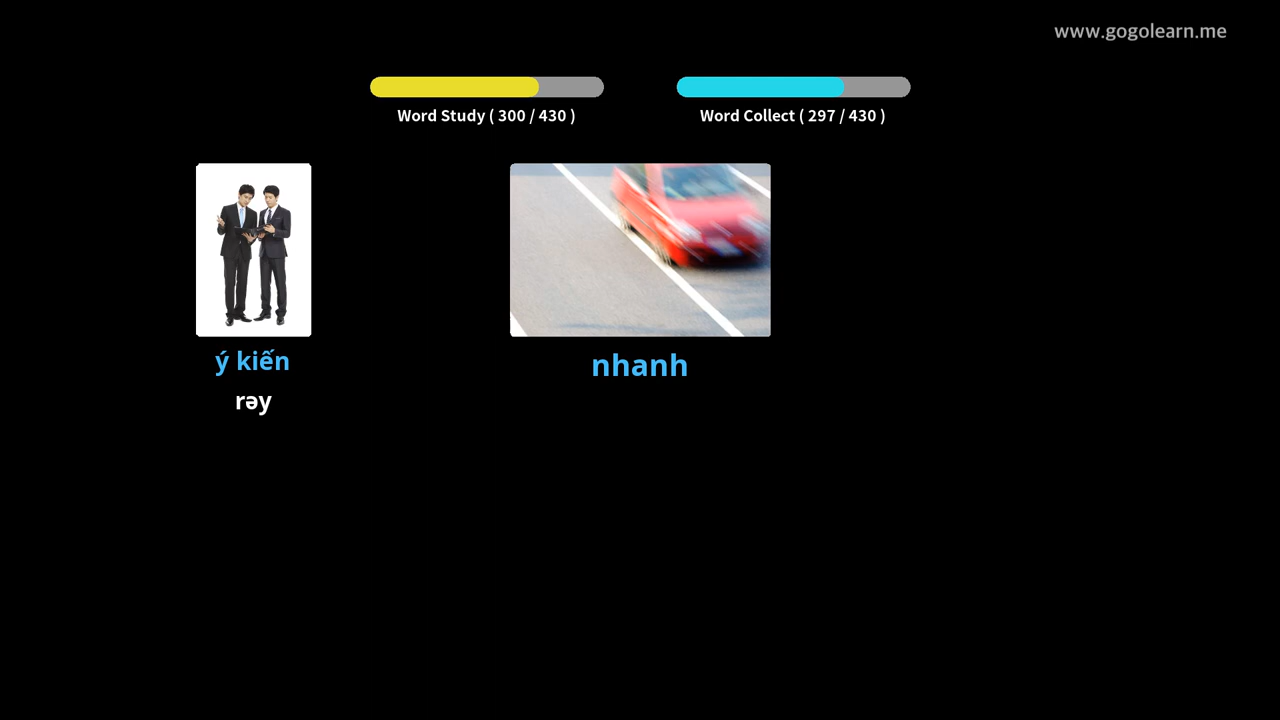 www.gogolearn.me
Word Study ( 300 / 430 )
Word Collect ( 297 / 430 )
ý kiến
rəy
nhanh